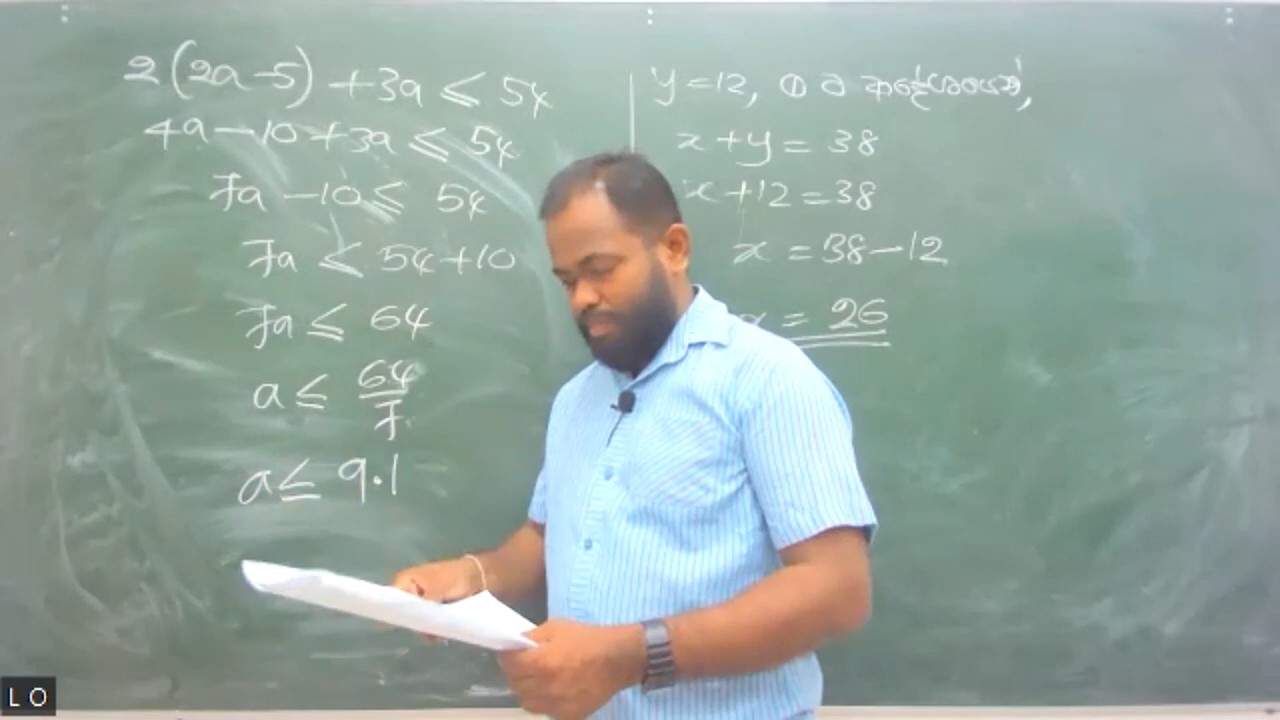 2(2a-5)+3a ≤ 54
4a-10+3a ≤ 54
7a-10 ≤ 54
7a ≤ 54+10
7a ≤ 64
a ≤ 64/7
a ≤ 9.1
y=12, ① ට ආදේශයෙන්,
x+y=38
x+12=38
x=38-12
x=26
L O